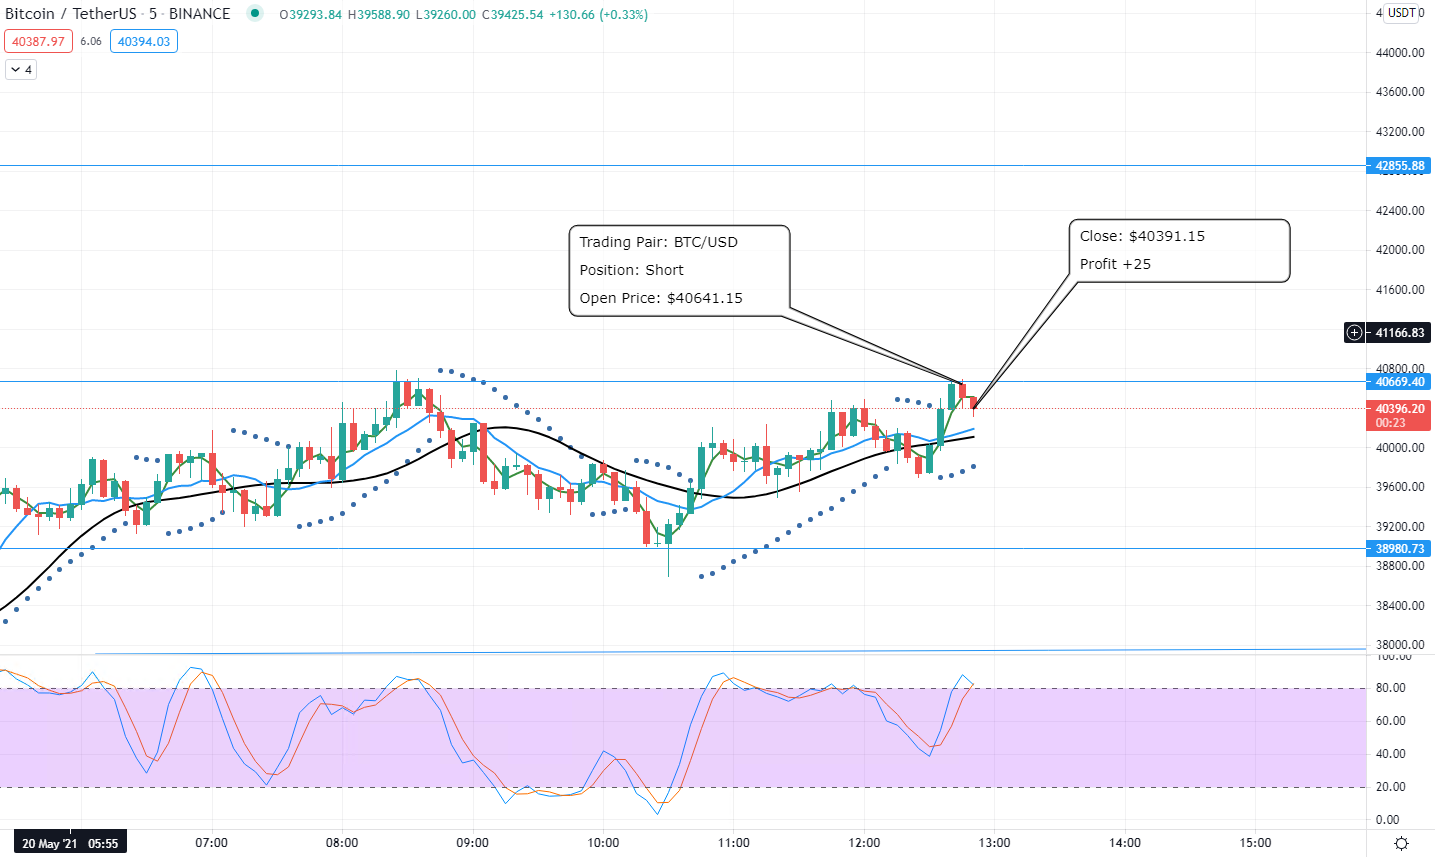 Bitcoin / TetherUS · 5 · BINANCE O39293.84 H39588.90 L39260.00 C39425.54 +130.66 (+0.33%)
40387.97 6.06 40394.03
4
USDT
44000.00
43600.00
43200.00
42855.88
42400.00
42000.00
41600.00
41166.83
40800.00
40669.40
40396.20
00:23
40000.00
39600.00
39200.00
38980.73
38800.00
38400.00
38000.00
Trading Pair: BTC/USD
Position: Short
Open Price: $40641.15
Close: $40391.15
Profit +25
100.00
80.00
60.00
40.00
20.00
0.00
20 May '21 05:55 07:00 08:00 09:00 10:00 11:00 12:00 13:00 14:00 15:00